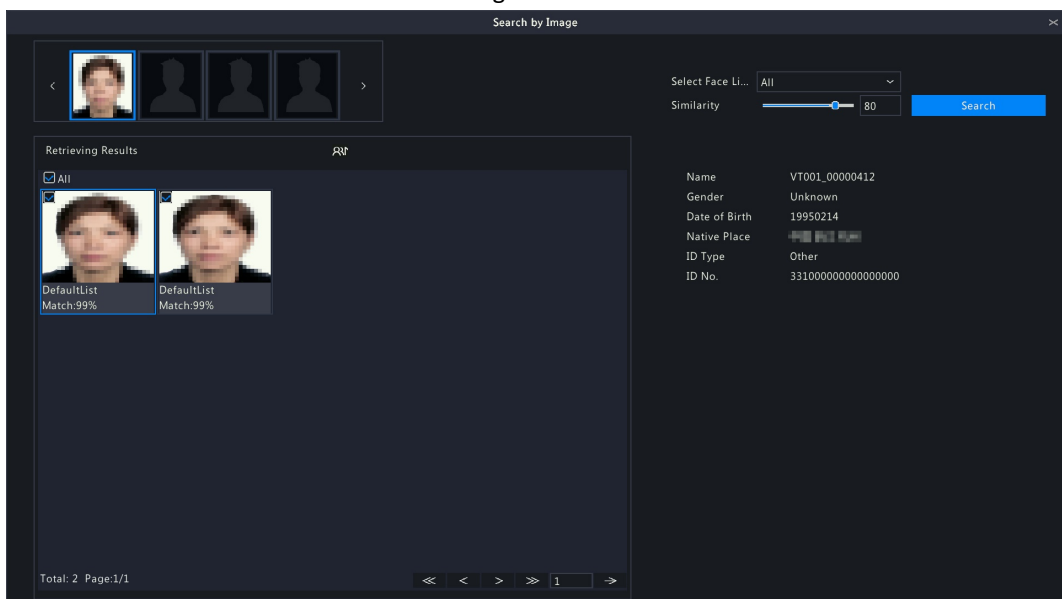 Search by Image
Select Face Li... All
Similarity 80 Search
Retrieving Results
All
DefaultList DefaultList
Match:99% Match:99%
Name VT001_00000412
Gender Unknown
Date of Birth 19950214
Native Place
ID Type Other
ID No. 331000000000000000
Total: 2 Page:1/1
1